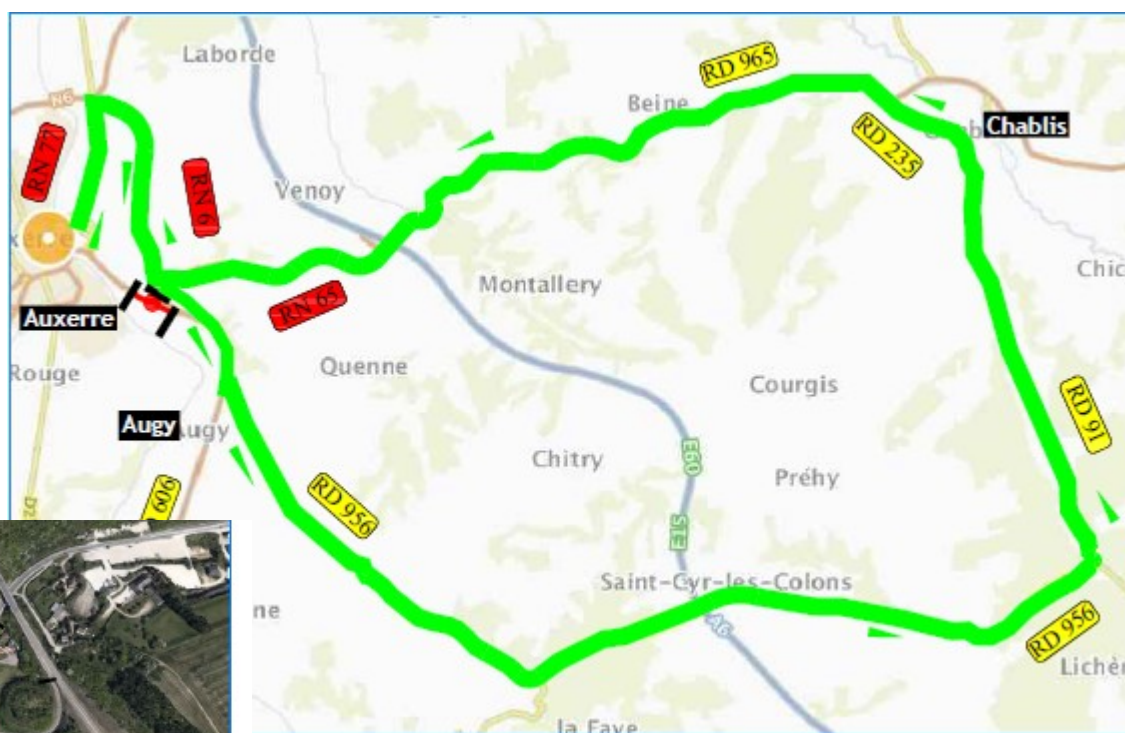 Laborde
RD 965
Beine
N6
RN 77
RD 235
Chablis
RN 6
Venoy
Chic
Montallery
RN 65
Auxerre
Rouge
Quenne
Courgis
RD 91
Augy
Augy
Chitry
E60
Préhy
RD 956
E15
Saint-Cyr-les-Colons
ne
A6
RD 956
Lichèr
la Faye